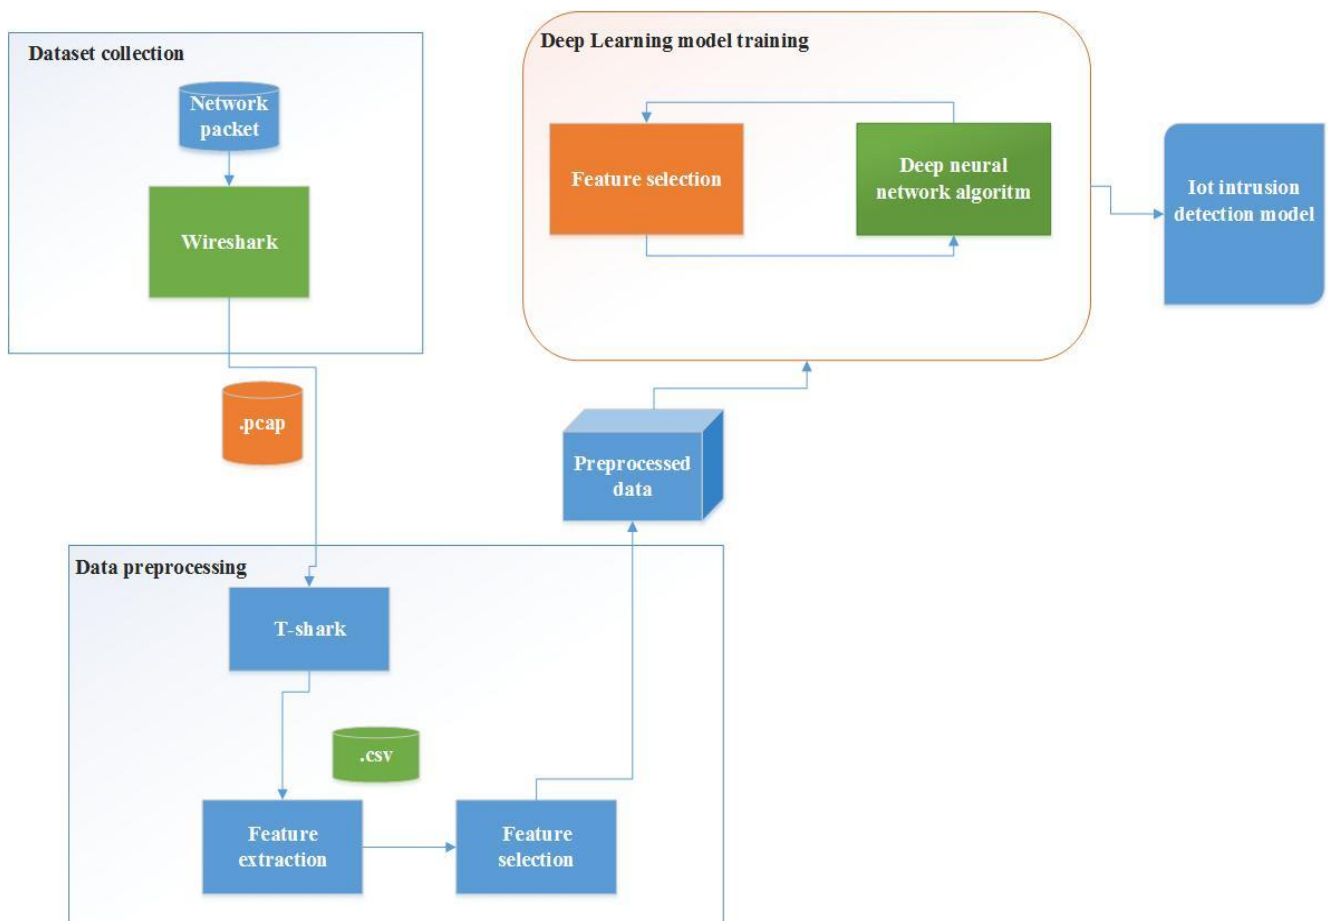 Dataset collection
Network
packet
Wireshark
.pcap
Data preprocessing
T-shark
.csv
Feature
extraction
Feature
selection
Preprocessed
data
Deep Learning model training
Feature selection
Deep neural
network algoritm
Iot intrusion
detection model